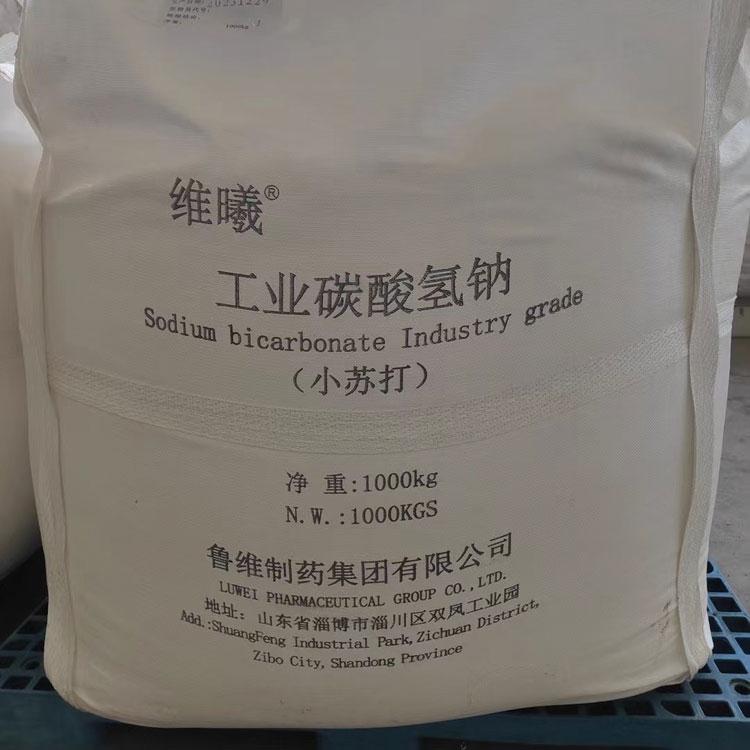 20231229
1000kg
维曦®
工业碳酸氢钠
Sodium bicarbonate Industry grade
（小苏打）
净 重:1000kg
N.W.:1000KGS
鲁维制药集团有限公司
LUWEI PHARMACEUTICAL GROUP CO.,LTD.
地址: 山东省淄博市淄川区双凤工业园
Add.:ShuangFeng Industrial Park,Zichuan District,
Zibo City, Shandong Province